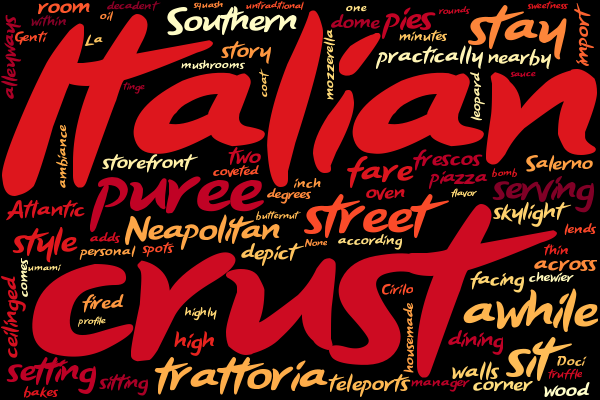 room
decadent
squash
untraditional
one
rounds
sweetness
alleyways
within
oil
Southern
dome
pies
stay
import
Genti
La
story
minutes
mushrooms
practically
nearby
Italian
coat
mozzerella
leopard
sauce
tinge
ambiance
storefront
two
coveted
fare
frescos
Salerno
inch
degrees
oven
piazza
bomb
puree
flavor
serving
Atlantic
street
skylight
butternut
adds
Neapolitan
lends
style
personal
spots
depict
None
according
thin
comes
umami
crust
across
ceilinged
facing
chewier
fired
Cirilo
profile
highly
awhile
housemade
high
dining
setting
sitting
trattoria
teleports
manager
walls
corner
sit
Doci
truffle
bakes
wood